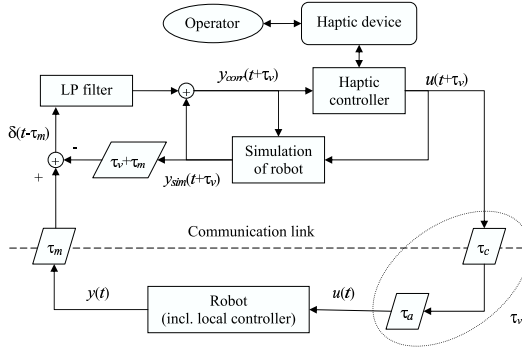 Operator
Haptic device
y_corr(t+τ_v)
u(t+τ_v)
LP filter
+
Haptic
controller
δ(t-τ_m)
-
+
+
τ_v+τ_m
Simulation
of robot
y_sim(t+τ_v)
Communication link
τ_m
τ_c
y(t)
Robot
(incl. local controller)
u(t)
τ_a
τ_v